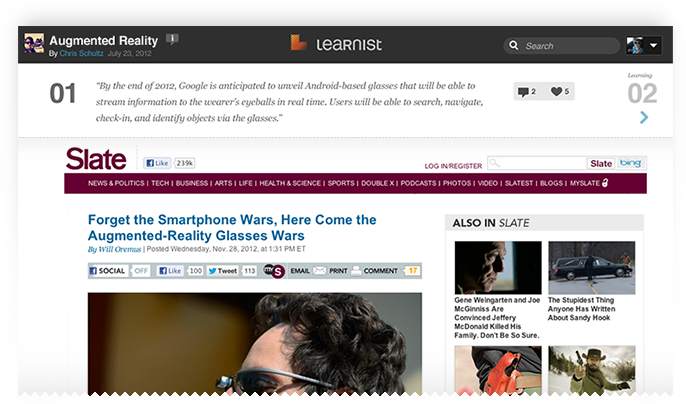 Augmented Reality
By Chris Schultz July 23, 2012
LEARNIST
Search
01
"By the end of 2012, Google is anticipated to unveil Android-based glasses that will be able to
stream information to the wearer's eyeballs in real time. Users will be able to search, navigate,
check-in, and identify objects via the glasses."
2
5
Learning
02
Slate
Like
239k
LOG IN/REGISTER
Slate
bing
NEWS & POLITICS | TECH | BUSINESS | ARTS | LIFE | HEALTH & SCIENCE | SPORTS | DOUBLE X | PODCASTS | PHOTOS | VIDEO | SLATEST | BLOGS | MYSLATE
Forget the Smartphone Wars, Here Come the
Augmented-Reality Glasses Wars
By Will Oremus | Posted Wednesday, Nov. 28, 2012, at 1:31 PM ET
SOCIAL OFF Like 100 Tweet 113 my S EMAIL PRINT COMMENT 17
ALSO IN SLATE
Gene Weingarten and Joe
McGinniss Are
Convinced Jeffery
McDonald Killed His
Family. Don't Be So Sure.
The Stupidest Thing
Anyone Has Written
About Sandy Hook